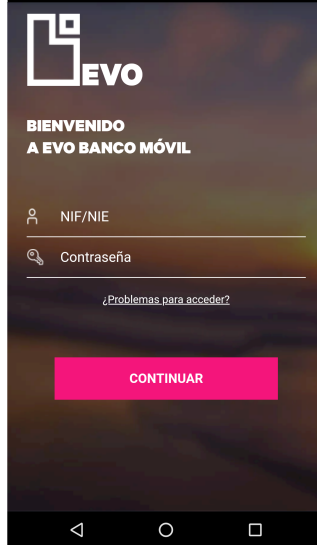 EVO
BIENVENIDO
A EVO BANCO MÓVIL
NIF/NIE
Contraseña
¿Problemas para acceder?
CONTINUAR